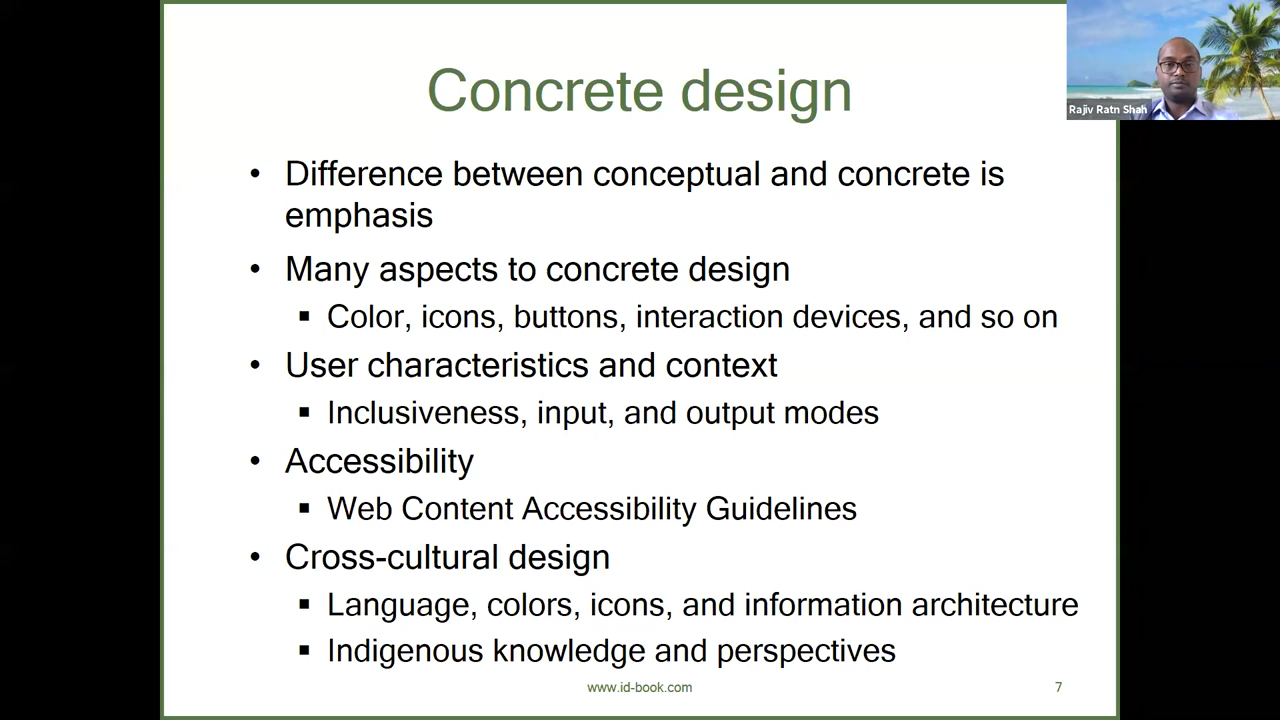 Concrete design
Rajiv Ratn Shah
• Difference between conceptual and concrete is
emphasis
• Many aspects to concrete design
▪ Color, icons, buttons, interaction devices, and so on
• User characteristics and context
▪ Inclusiveness, input, and output modes
• Accessibility
▪ Web Content Accessibility Guidelines
• Cross-cultural design
▪ Language, colors, icons, and information architecture
▪ Indigenous knowledge and perspectives
www.id-book.com
7